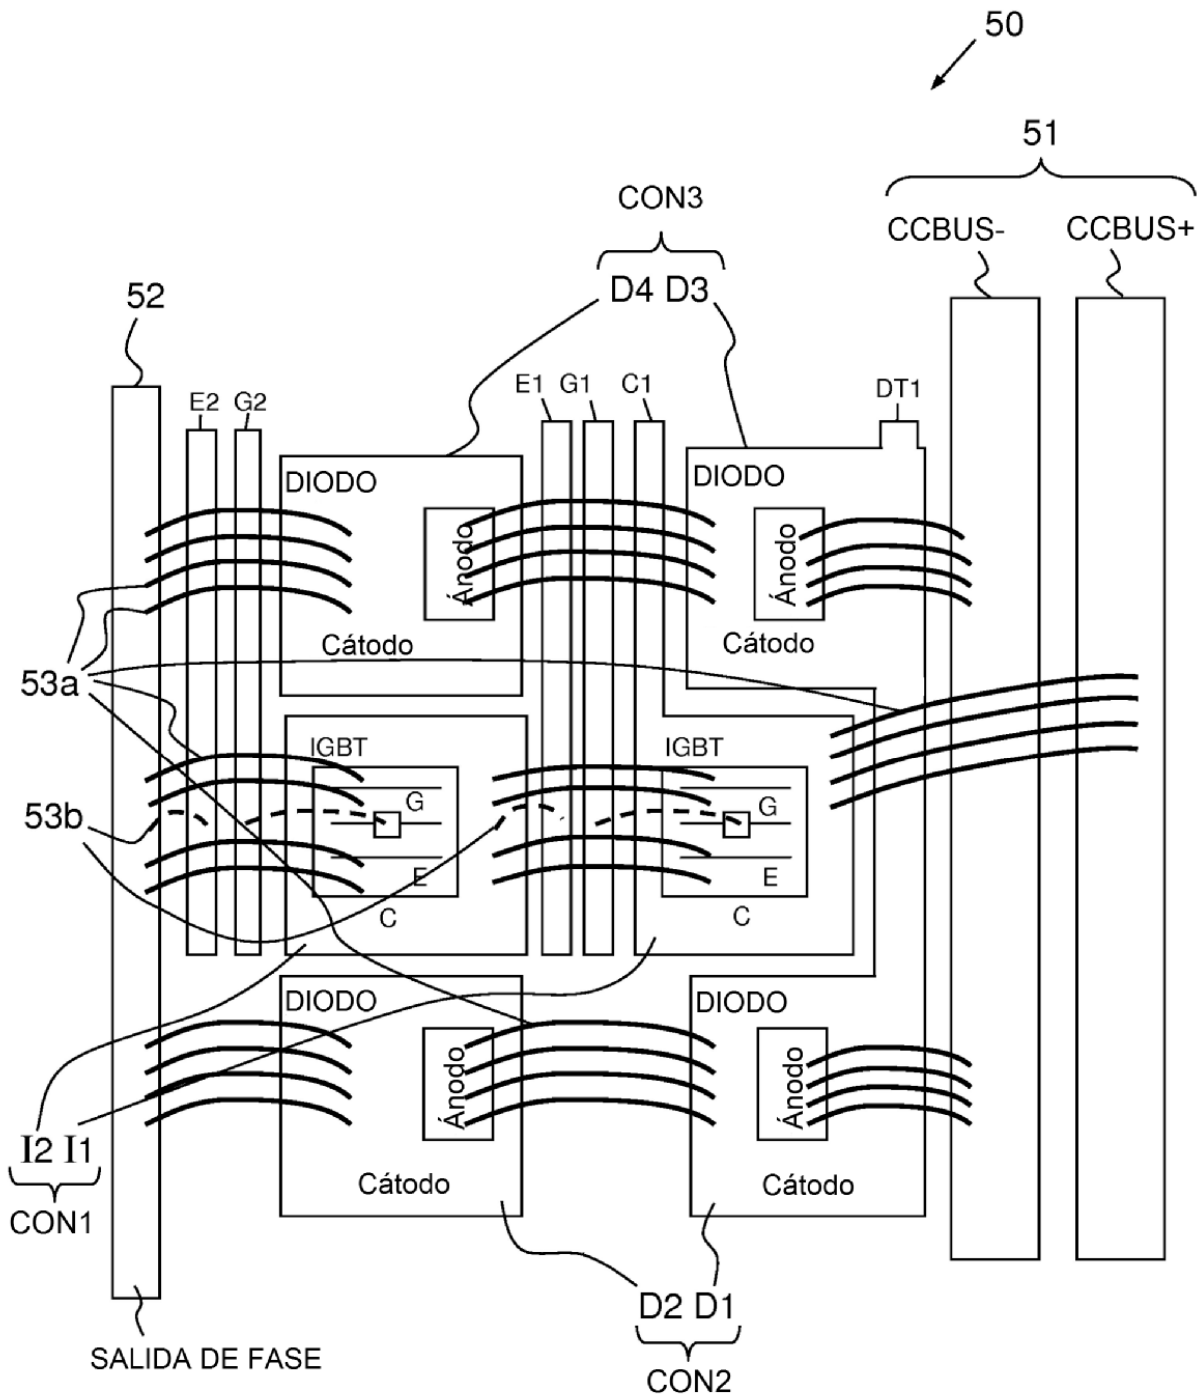 50
51
CON3
CCBUS- CCBUS+
D4 D3
52
E1 G1 C1
DT1
E2 G2
DIODO
DIODO
Ánodo
Ánodo
Cátodo
Cátodo
53a
IGBT
IGBT
G
G
53b
E
E
C
C
DIODO
DIODO
Ánodo
Ánodo
I2 I1
Cátodo
Cátodo
CON1
D2 D1
SALIDA DE FASE
CON2